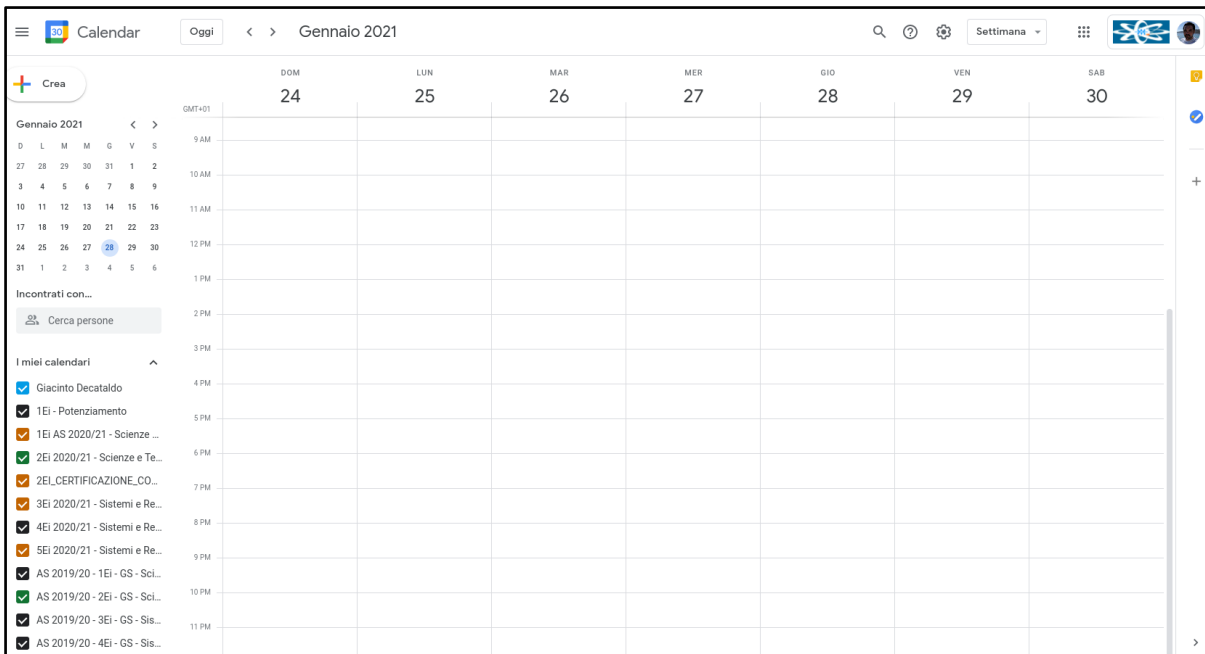 30 Calendar Oggi Gennaio 2021 Settimana
Crea
DOM LUN MAR MER GIO VEN SAB
24 25 26 27 28 29 30
GMT+01
Gennaio 2021
D L M M G V S
27 28 29 30 31 1 2
3 4 5 6 7 8 9
10 11 12 13 14 15 16
17 18 19 20 21 22 23
24 25 26 27 28 29 30
31 1 2 3 4 5 6
Incontrati con...
Cerca persone
I miei calendari
Giacinto Decataldo
1Ei - Potenziamento
1Ei AS 2020/21 - Scienze ...
2Ei 2020/21 - Scienze e Te...
2EI_CERTIFICAZIONE_CO...
3Ei 2020/21 - Sistemi e Re...
4Ei 2020/21 - Sistemi e Re...
5Ei 2020/21 - Sistemi e Re...
AS 2019/20 - 1Ei - GS - Sci...
AS 2019/20 - 2Ei - GS - Sci...
AS 2019/20 - 3Ei - GS - Sis...
AS 2019/20 - 4Ei - GS - Sis...
9 AM
10 AM
11 AM
12 PM
1 PM
2 PM
3 PM
4 PM
5 PM
6 PM
7 PM
8 PM
9 PM
10 PM
11 PM